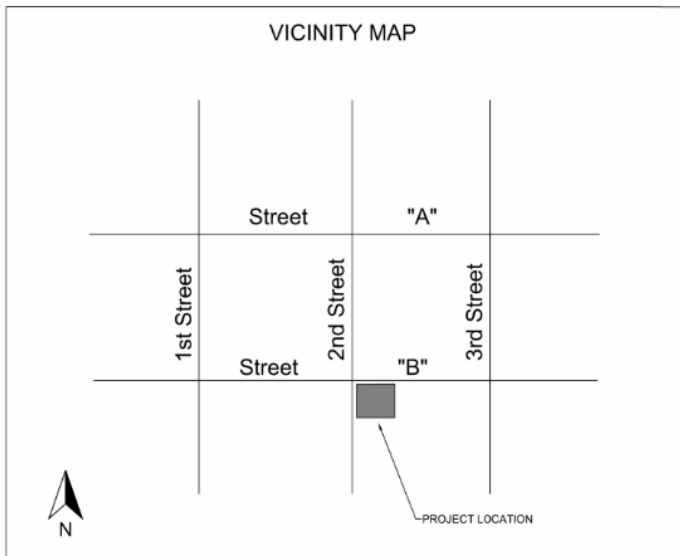 VICINITY MAP
Street "A"
1st Street
2nd Street
3rd Street
Street "B"
N
PROJECT LOCATION